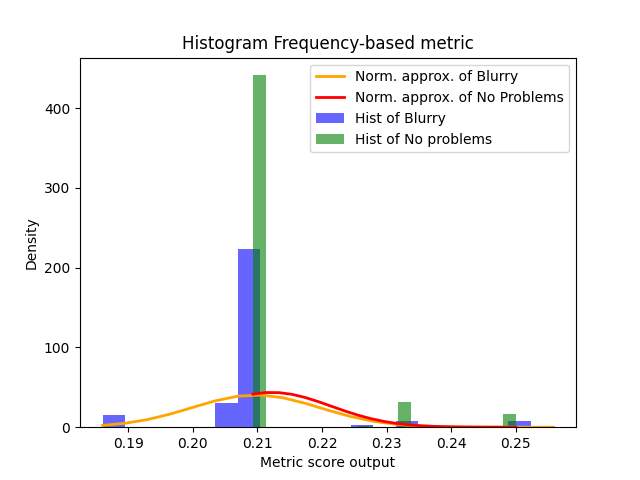 Histogram Frequency-based metric
Norm. approx. of Blurry
Norm. approx. of No Problems
Hist of Blurry
Hist of No problems
Density
400
300
200
100
0
0.19 0.20 0.21 0.22 0.23 0.24 0.25
Metric score output